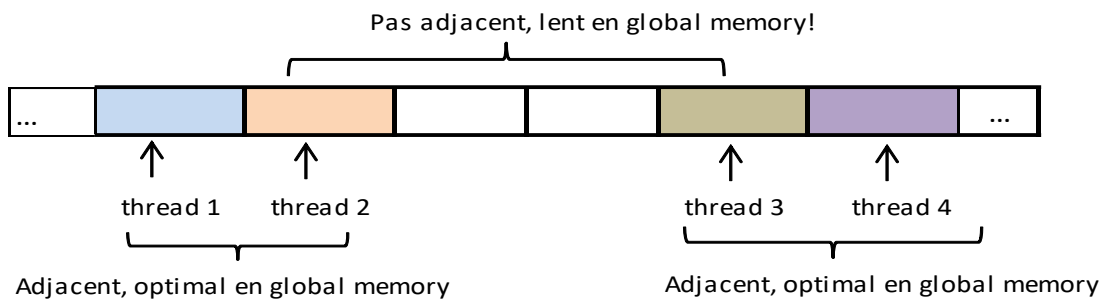 Pas adjacent, lent en global memory!
... ...
thread 1 thread 2 thread 3 thread 4
Adjacent, optimal en global memory Adjacent, optimal en global memory